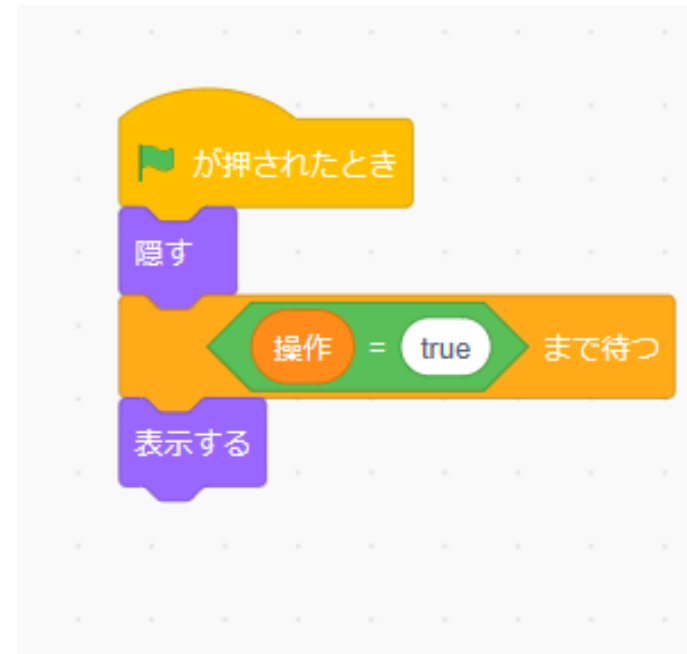 が押されたとき
隠す
操作 = true まで待つ
表示する